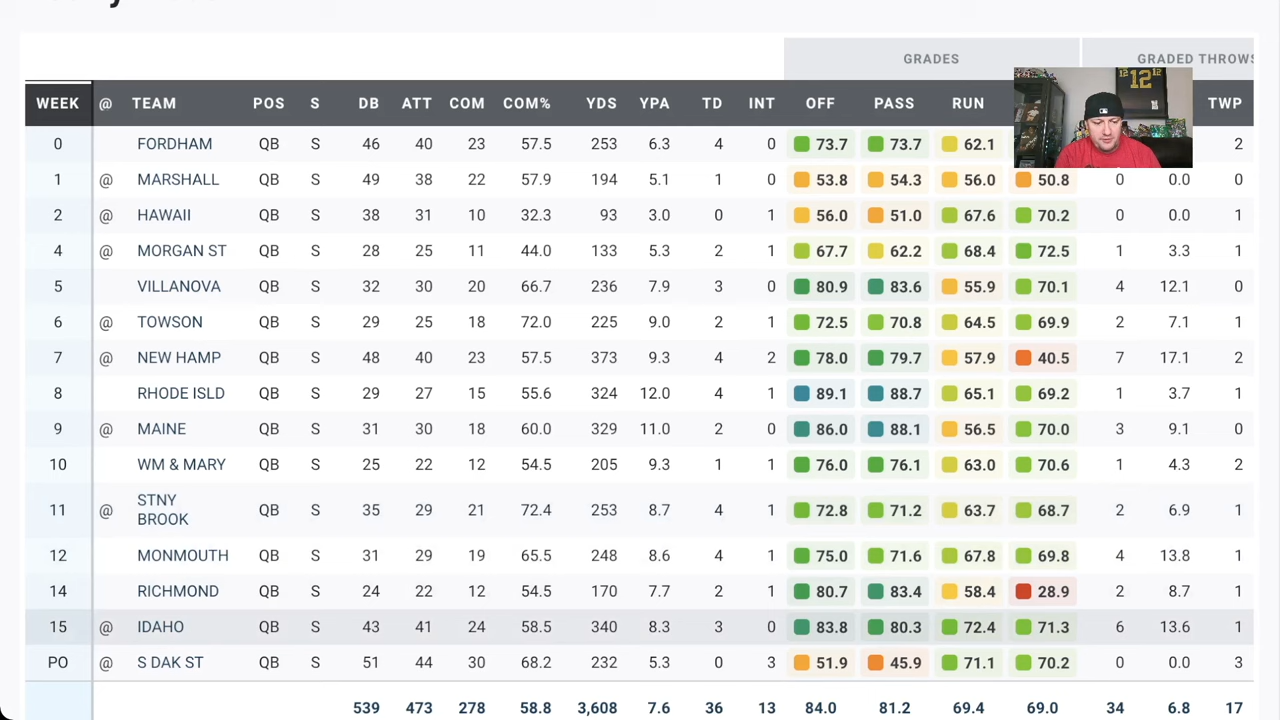 GRADES GRADED THROWS
WEEK @ TEAM POS S DB ATT COM COM% YDS YPA TD INT OFF PASS RUN TWP
0 FORDHAM QB S 46 40 23 57.5 253 6.3 4 0 73.7 73.7 62.1 2
1 @ MARSHALL QB S 49 38 22 57.9 194 5.1 1 0 53.8 54.3 56.0 50.8 0 0.0 0
2 @ HAWAII QB S 38 31 10 32.3 93 3.0 0 1 56.0 51.0 67.6 70.2 0 0.0 1
4 @ MORGAN ST QB S 28 25 11 44.0 133 5.3 2 1 67.7 62.2 68.4 72.5 1 3.3 1
5 VILLANOVA QB S 32 30 20 66.7 236 7.9 3 0 80.9 83.6 55.9 70.1 4 12.1 0
6 @ TOWSON QB S 29 25 18 72.0 225 9.0 2 1 72.5 70.8 64.5 69.9 2 7.1 1
7 @ NEW HAMP QB S 48 40 23 57.5 373 9.3 4 2 78.0 79.7 57.9 40.5 7 17.1 2
8 RHODE ISLD QB S 29 27 15 55.6 324 12.0 4 1 89.1 88.7 65.1 69.2 1 3.7 1
9 @ MAINE QB S 31 30 18 60.0 329 11.0 2 0 86.0 88.1 56.5 70.0 3 9.1 0
10 WM & MARY QB S 25 22 12 54.5 205 9.3 1 1 76.0 76.1 63.0 70.6 1 4.3 2
11 @ STNY BROOK QB S 35 29 21 72.4 253 8.7 4 1 72.8 71.2 63.7 68.7 2 6.9 1
12 MONMOUTH QB S 31 29 19 65.5 248 8.6 4 1 75.0 71.6 67.8 69.8 4 13.8 1
14 RICHMOND QB S 24 22 12 54.5 170 7.7 2 1 80.7 83.4 58.4 28.9 2 8.7 1
15 @ IDAHO QB S 43 41 24 58.5 340 8.3 3 0 83.8 80.3 72.4 71.3 6 13.6 1
PO @ S DAK ST QB S 51 44 30 68.2 232 5.3 0 3 51.9 45.9 71.1 70.2 0 0.0 3
539 473 278 58.8 3,608 7.6 36 13 84.0 81.2 69.4 69.0 34 6.8 17
12 12 12